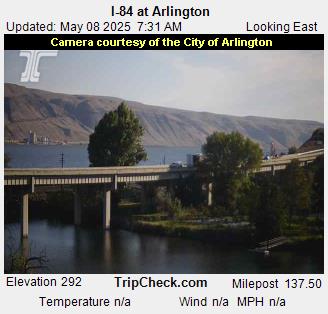 I-84 at Arlington
Updated: May 08 2025 7:31 AM Looking East
Camera courtesy of the City of Arlington
Elevation 292 TripCheck.com Milepost 137.50
Temperature n/a Wind n/a MPH n/a